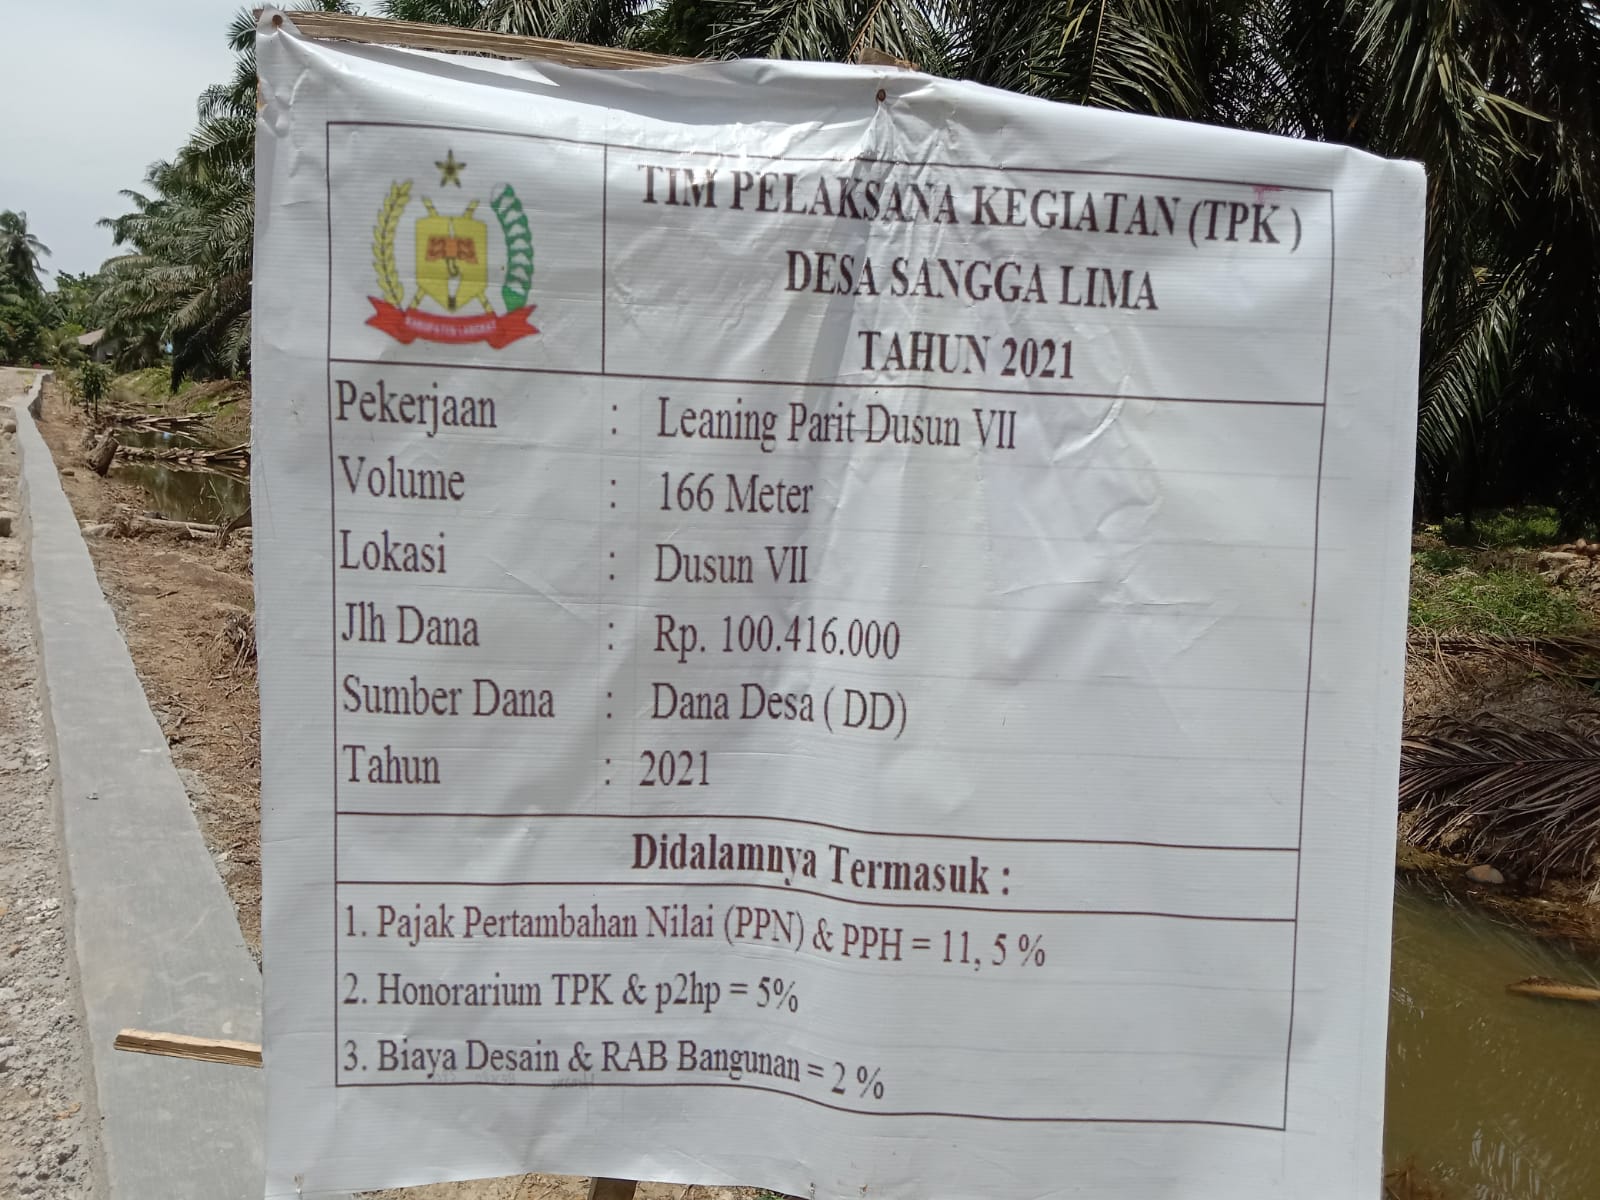 TIM PELAKSANA KEGIATAN (TPK )
DESA SANGGA LIMA
TAHUN 2021
KABUPATEN LANGKAT
Pekerjaan : Leaning Parit Dusun VII
Volume : 166 Meter
Lokasi : Dusun VII
Jlh Dana : Rp. 100.416.000
Sumber Dana : Dana Desa ( DD)
Tahun : 2021
Didalamnya Termasuk :
1. Pajak Pertambahan Nilai (PPN) & PPH = 11, 5 %
2. Honorarium TPK & p2hp = 5%
3. Biaya Desain & RAB Bangunan = 2 %